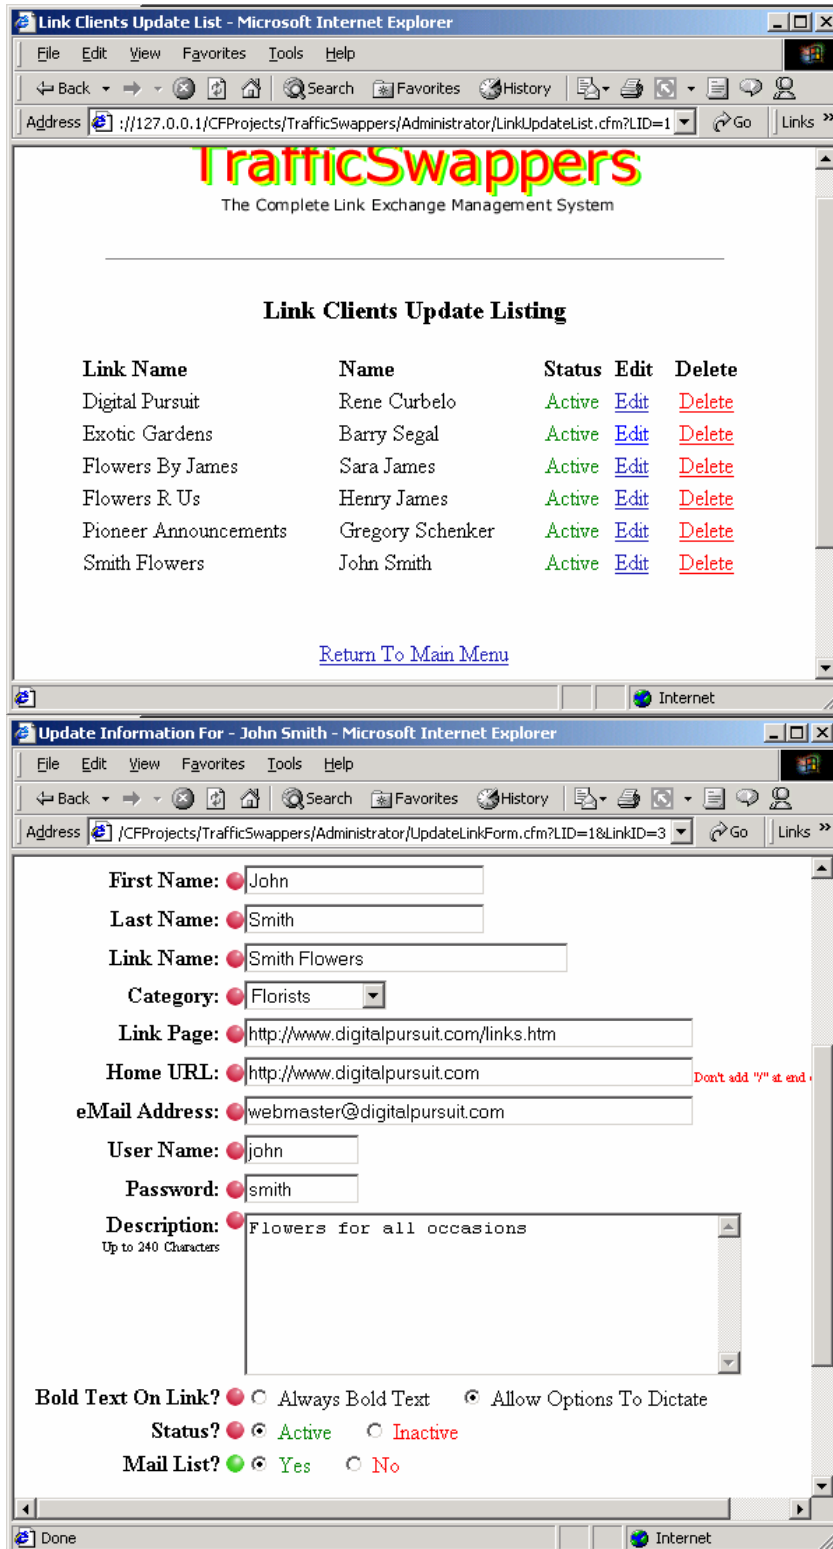 Link Clients Update List - Microsoft Internet Explorer
File Edit View Favorites Tools Help
Back Search Favorites History
Address ://127.0.0.1/CFProjects/TrafficSwappers/Administrator/LinkUpdateList.cfm?LID=1 Go Links »
TrafficSwappers
The Complete Link Exchange Management System
Link Clients Update Listing
Link Name Name Status Edit Delete
Digital Pursuit Rene Curbelo Active Edit Delete
Exotic Gardens Barry Segal Active Edit Delete
Flowers By James Sara James Active Edit Delete
Flowers R Us Henry James Active Edit Delete
Pioneer Announcements Gregory Schenker Active Edit Delete
Smith Flowers John Smith Active Edit Delete
Return To Main Menu
Internet
Update Information For - John Smith - Microsoft Internet Explorer
File Edit View Favorites Tools Help
Back Search Favorites History
Address /CFProjects/TrafficSwappers/Administrator/UpdateLinkForm.cfm?LID=1&LinkID=3 Go Links »
First Name: John
Last Name: Smith
Link Name: Smith Flowers
Category: Florists
Link Page: http://www.digitalpursuit.com/links.htm
Home URL: http://www.digitalpursuit.com Don't add "/" at end
eMail Address: webmaster@digitalpursuit.com
User Name: john
Password: smith
Description: Flowers for all occasions
Up to 240 Characters
Bold Text On Link? Always Bold Text Allow Options To Dictate
Status? Active Inactive
Mail List? Yes No
Done Internet